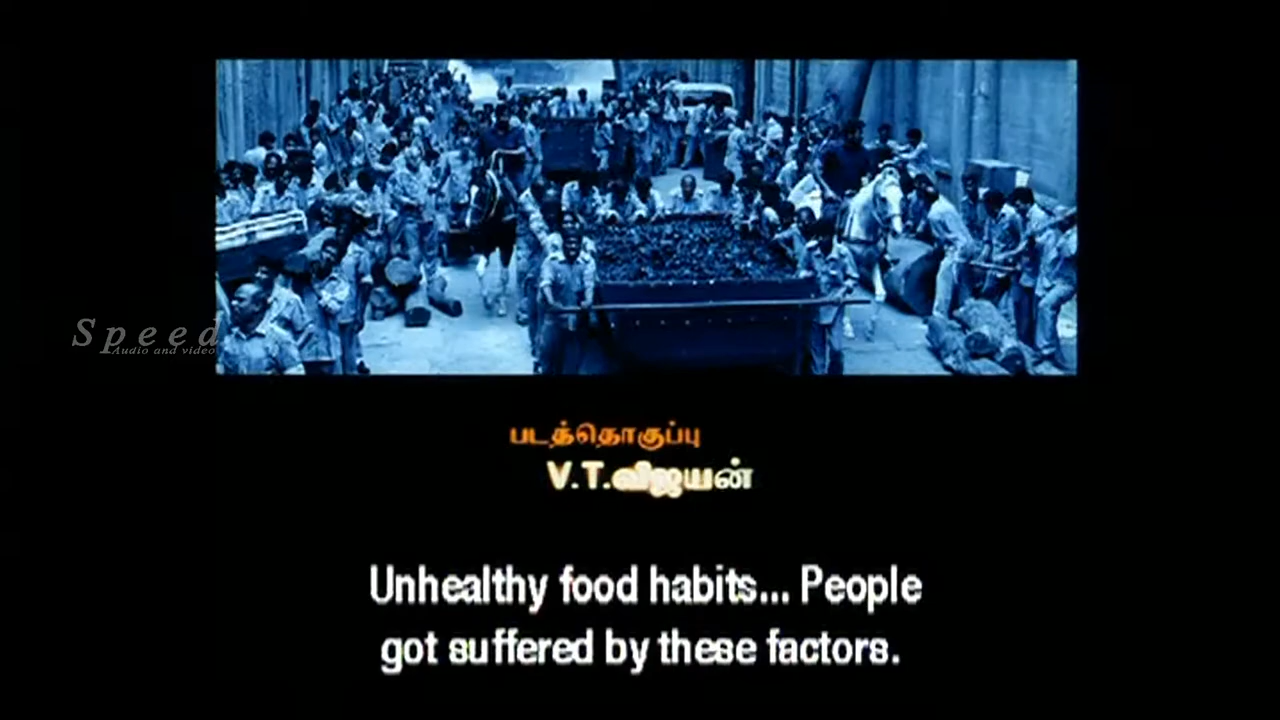 Speed
Audio and video
படத்தொகுப்பு
V.T.விஜயன்
Unhealthy food habits... People
got suffered by these factors.